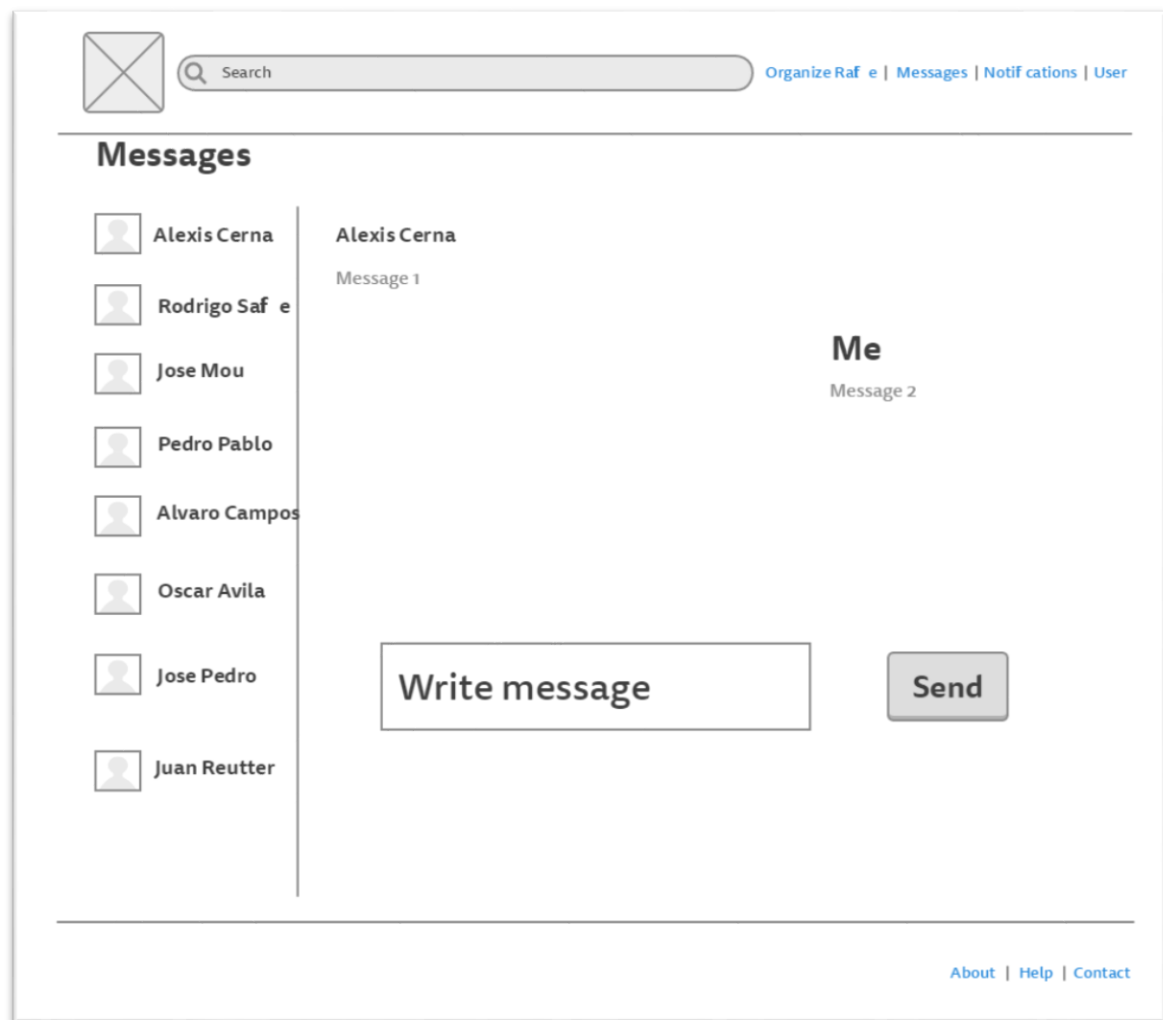 Search
Organize Raf e | Messages | Notif cations | User
Messages
Alexis Cerna
Rodrigo Saf e
Jose Mou
Pedro Pablo
Alvaro Campos
Oscar Avila
Jose Pedro
Juan Reutter
Alexis Cerna
Message 1
Me
Message 2
Write message
Send
About | Help | Contact